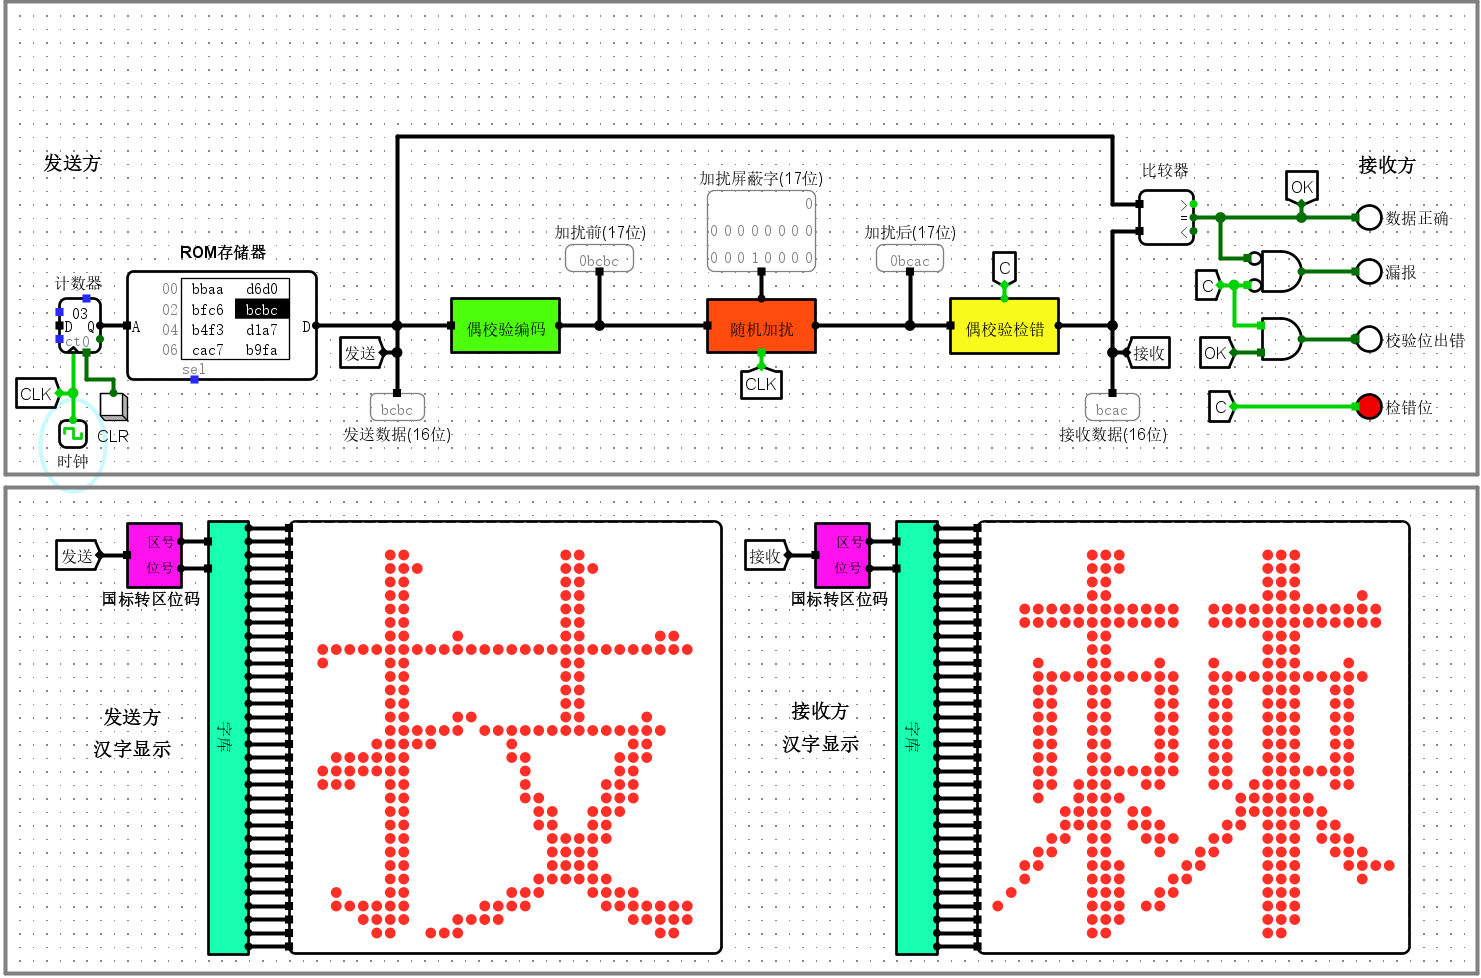 发送方
接收方
比较器
OK
加扰屏蔽字(17位)
0
0 0 0 0 0 0 0 0
0 0 0 1 0 0 0 0
加扰前(17位)
0bcbc
加扰后(17位)
0bcac
>
=
<
数据正确
ROM存储器
计数器
03
D Q
ct0
A
00 bbaa d6d0
02 bfc6 bcbc
04 b4f3 d1a7
06 cac7 b9fa
D
sel
C
漏报
C
偶校验编码
随机加扰
偶校验检错
发送
接收
OK
校验位出错
CLK
CLR
时钟
CLK
bcbc
发送数据(16位)
bcac
接收数据(16位)
C
检错位
发送
区号
位号
国标转区位码
字库
发送方
汉字显示
技
接收
区号
位号
国标转区位码
字库
接收方
汉字显示
棘